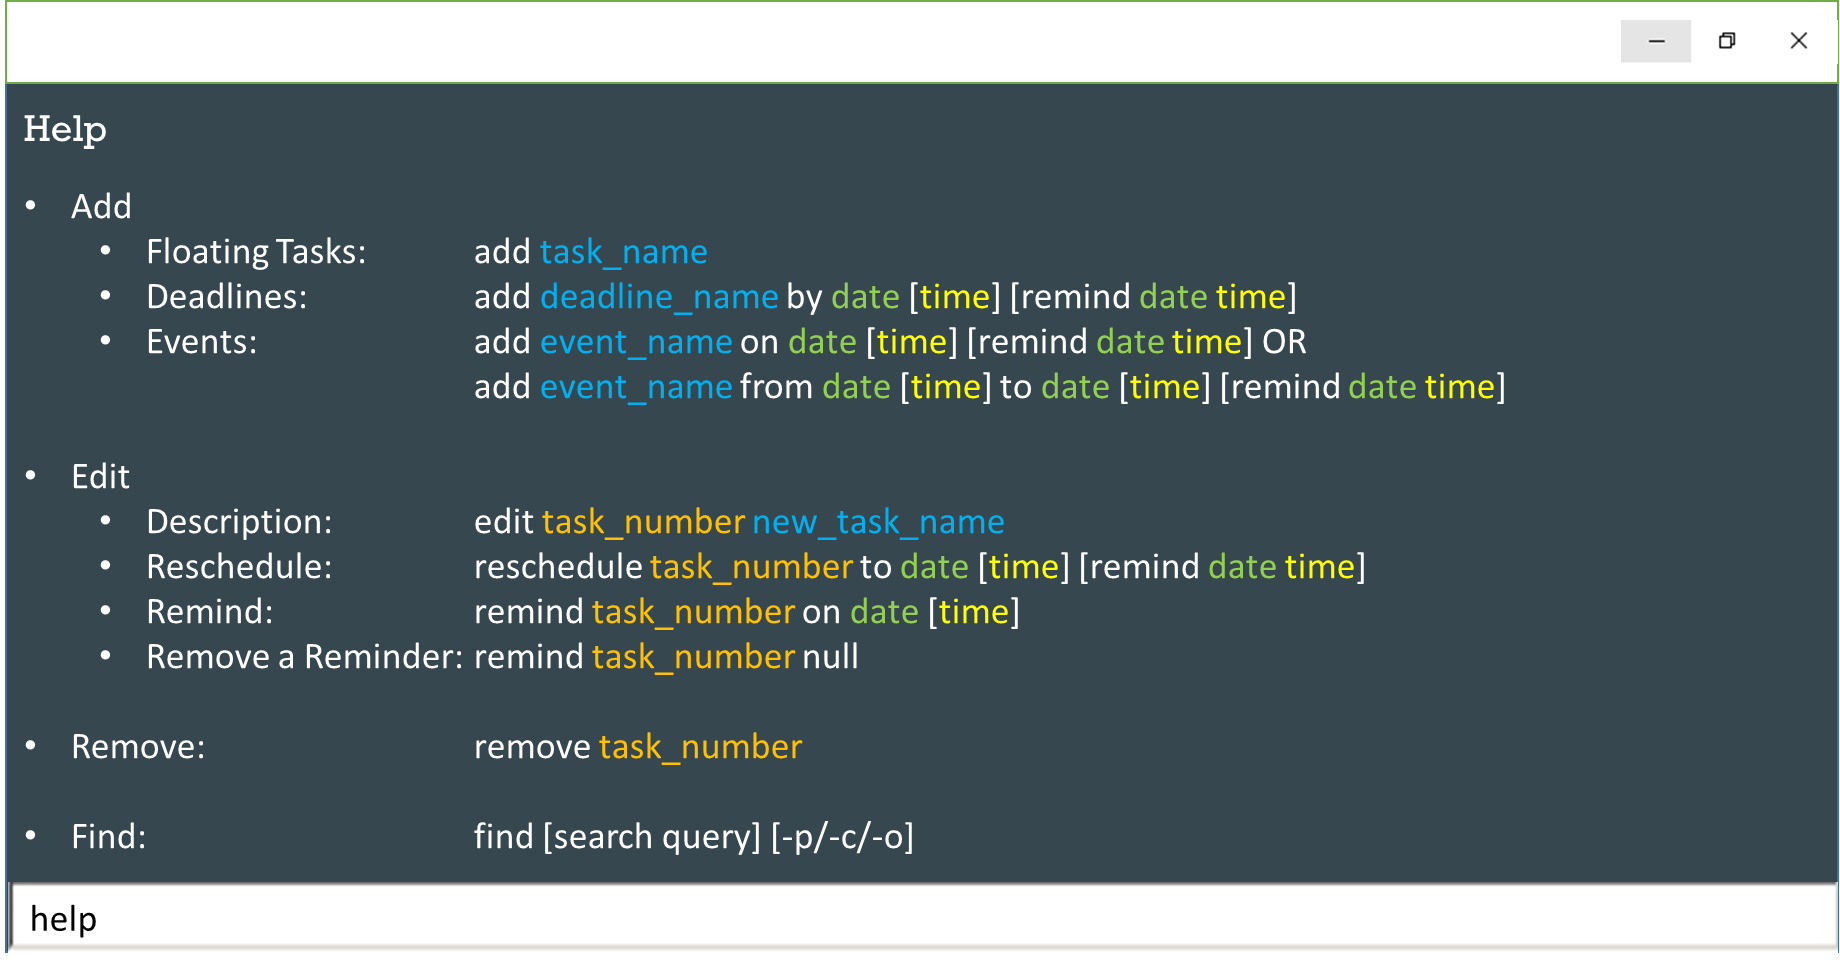 Help
• Add
• Floating Tasks: add task_name
• Deadlines: add deadline_name by date [time] [remind date time]
• Events: add event_name on date [time] [remind date time] OR
add event_name from date [time] to date [time] [remind date time]
• Edit
• Description: edit task_number new_task_name
• Reschedule: reschedule task_number to date [time] [remind date time]
• Remind: remind task_number on date [time]
• Remove a Reminder: remind task_number null
• Remove: remove task_number
• Find: find [search query] [-p/-c/-o]
help